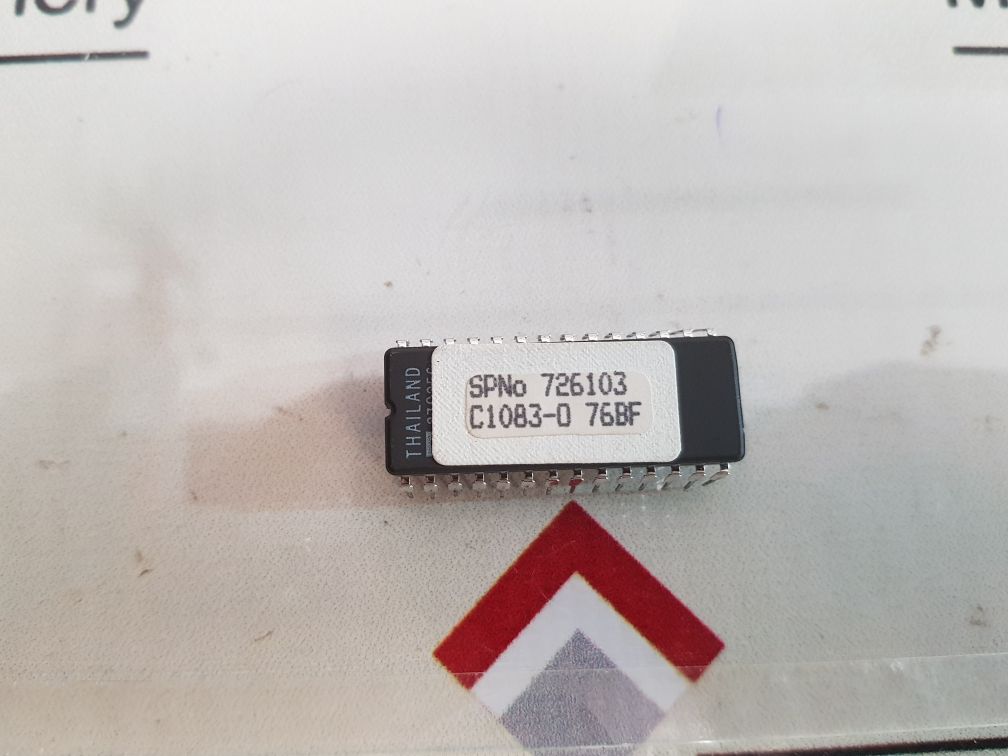 SPNo 726103
C1083-0 76BF
THAILAND